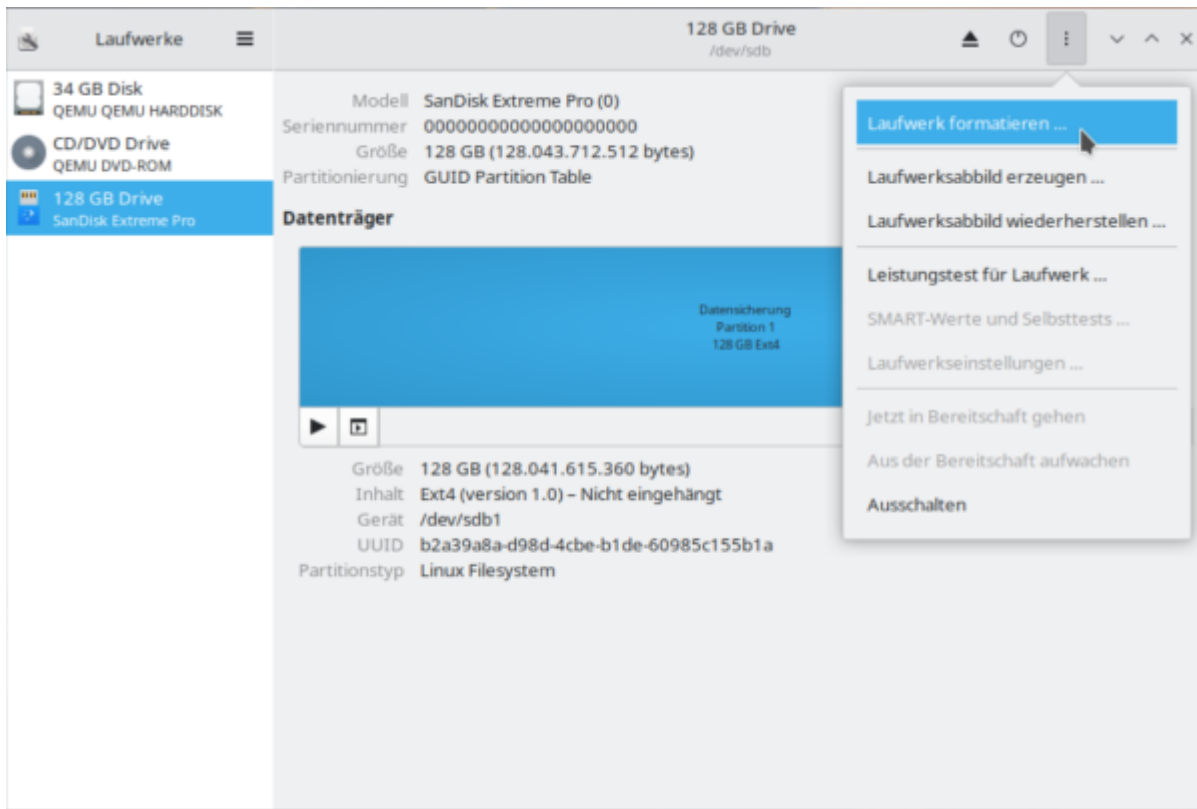 Laufwerke
128 GB Drive
/dev/sdb
34 GB Disk
QEMU QEMU HARDDISK
CD/DVD Drive
QEMU DVD-ROM
128 GB Drive
SanDisk Extreme Pro
Modell SanDisk Extreme Pro (0)
Seriennummer 00000000000000000000
Größe 128 GB (128.043.712.512 bytes)
Partitionierung GUID Partition Table
Datenträger
Datensicherung
Partition 1
128 GB Ext4
Größe 128 GB (128.041.615.360 bytes)
Inhalt Ext4 (version 1.0) – Nicht eingehängt
Gerät /dev/sdb1
UUID b2a39a8a-d98d-4cbe-b1de-60985c155b1a
Partitionstyp Linux Filesystem
Laufwerk formatieren ...
Laufwerksabbild erzeugen ...
Laufwerksabbild wiederherstellen ...
Leistungstest für Laufwerk ...
SMART-Werte und Selbsttests ...
Laufwerkseinstellungen ...
Jetzt in Bereitschaft gehen
Aus der Bereitschaft aufwachen
Ausschalten